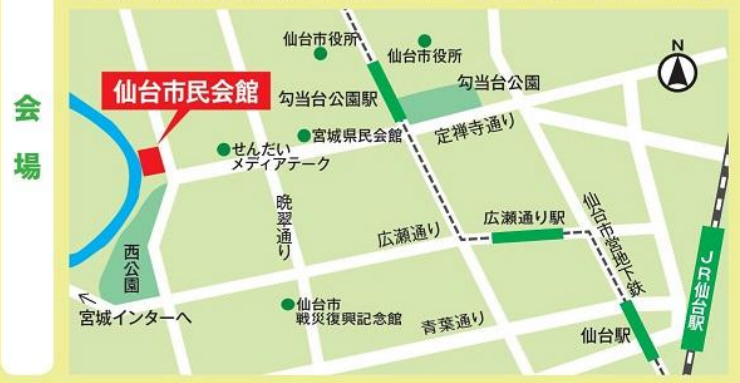 会場
仙台市役所
仙台市役所
N
仙台市民会館
勾当台公園駅
勾当台公園
定禅寺通り
宮城県民会館
せんだい
メディアテーク
晩翠通り
広瀬通り
広瀬通り駅
仙台市営地下鉄
JR仙台駅
西公園
宮城インターへ
仙台市
戦災復興記念館
青葉通り
仙台駅